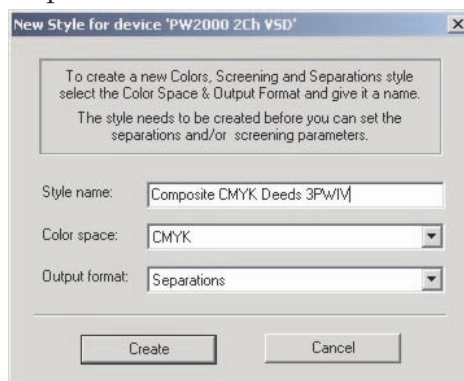 New Style for device 'PW2000 2Ch VSD'
To create a new Colors, Screening and Separations style
select the Color Space & Output Format and give it a name.
The style needs to be created before you can set the
separations and/or screening parameters.
Style name: Composite CMYK Deeds 3PWIV
Color space: CMYK
Output format: Separations
Create Cancel